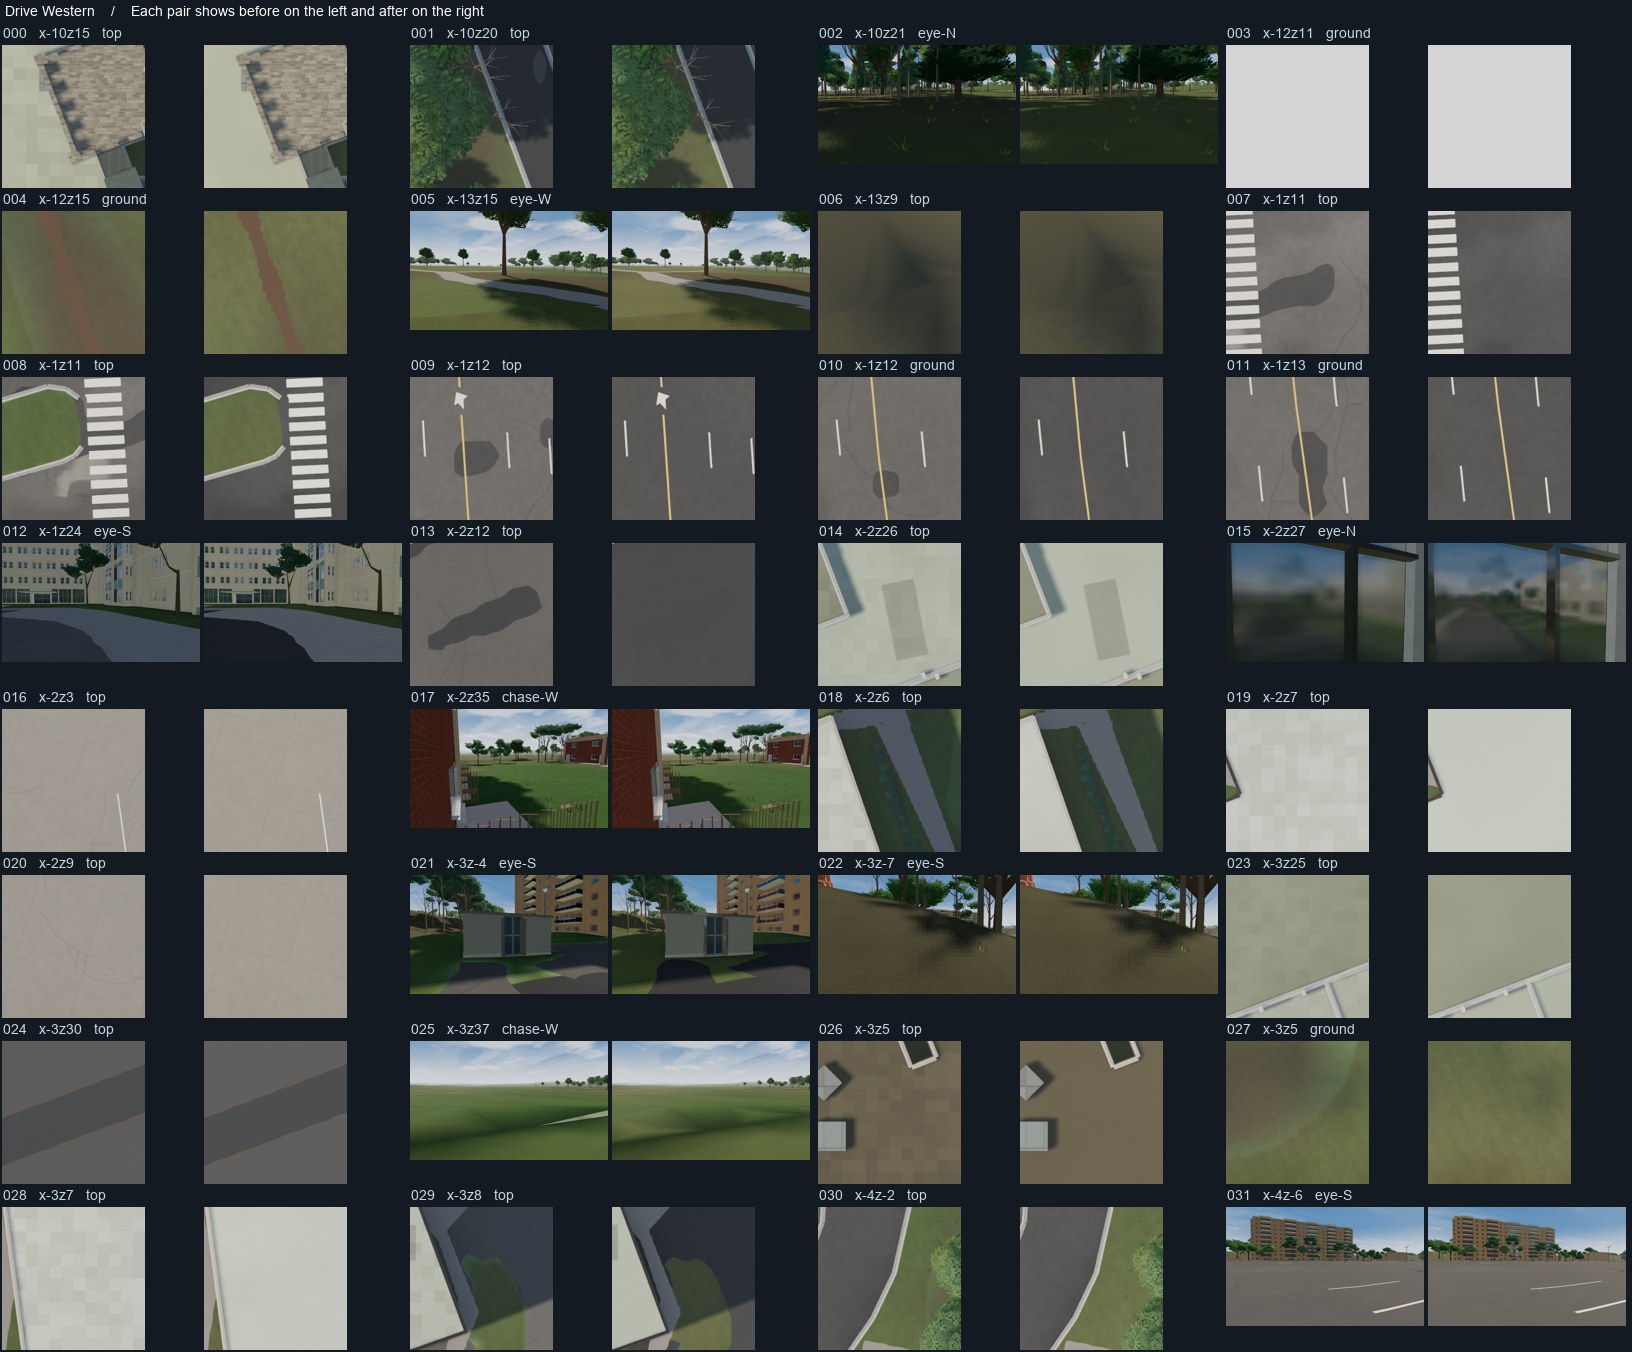 Drive Western / Each pair shows before on the left and after on the right
000 x-10z15 top
001 x-10z20 top
002 x-10z21 eye-N
003 x-12z11 ground
004 x-12z15 ground
005 x-13z15 eye-W
006 x-13z9 top
007 x-1z11 top
008 x-1z11 top
009 x-1z12 top
010 x-1z12 ground
011 x-1z13 ground
012 x-1z24 eye-S
013 x-2z12 top
014 x-2z26 top
015 x-2z27 eye-N
016 x-2z3 top
017 x-2z35 chase-W
018 x-2z6 top
019 x-2z7 top
020 x-2z9 top
021 x-3z-4 eye-S
022 x-3z-7 eye-S
023 x-3z25 top
024 x-3z30 top
025 x-3z37 chase-W
026 x-3z5 top
027 x-3z5 ground
028 x-3z7 top
029 x-3z8 top
030 x-4z-2 top
031 x-4z-6 eye-S